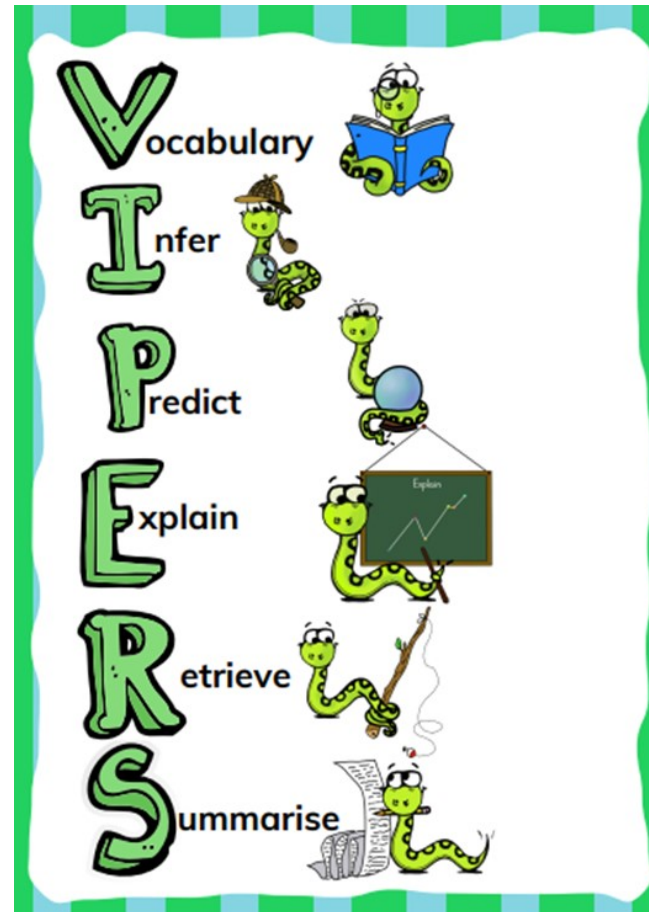 Vocabulary
Infer
Predict
Explain
Explain
Retrieve
Summarise